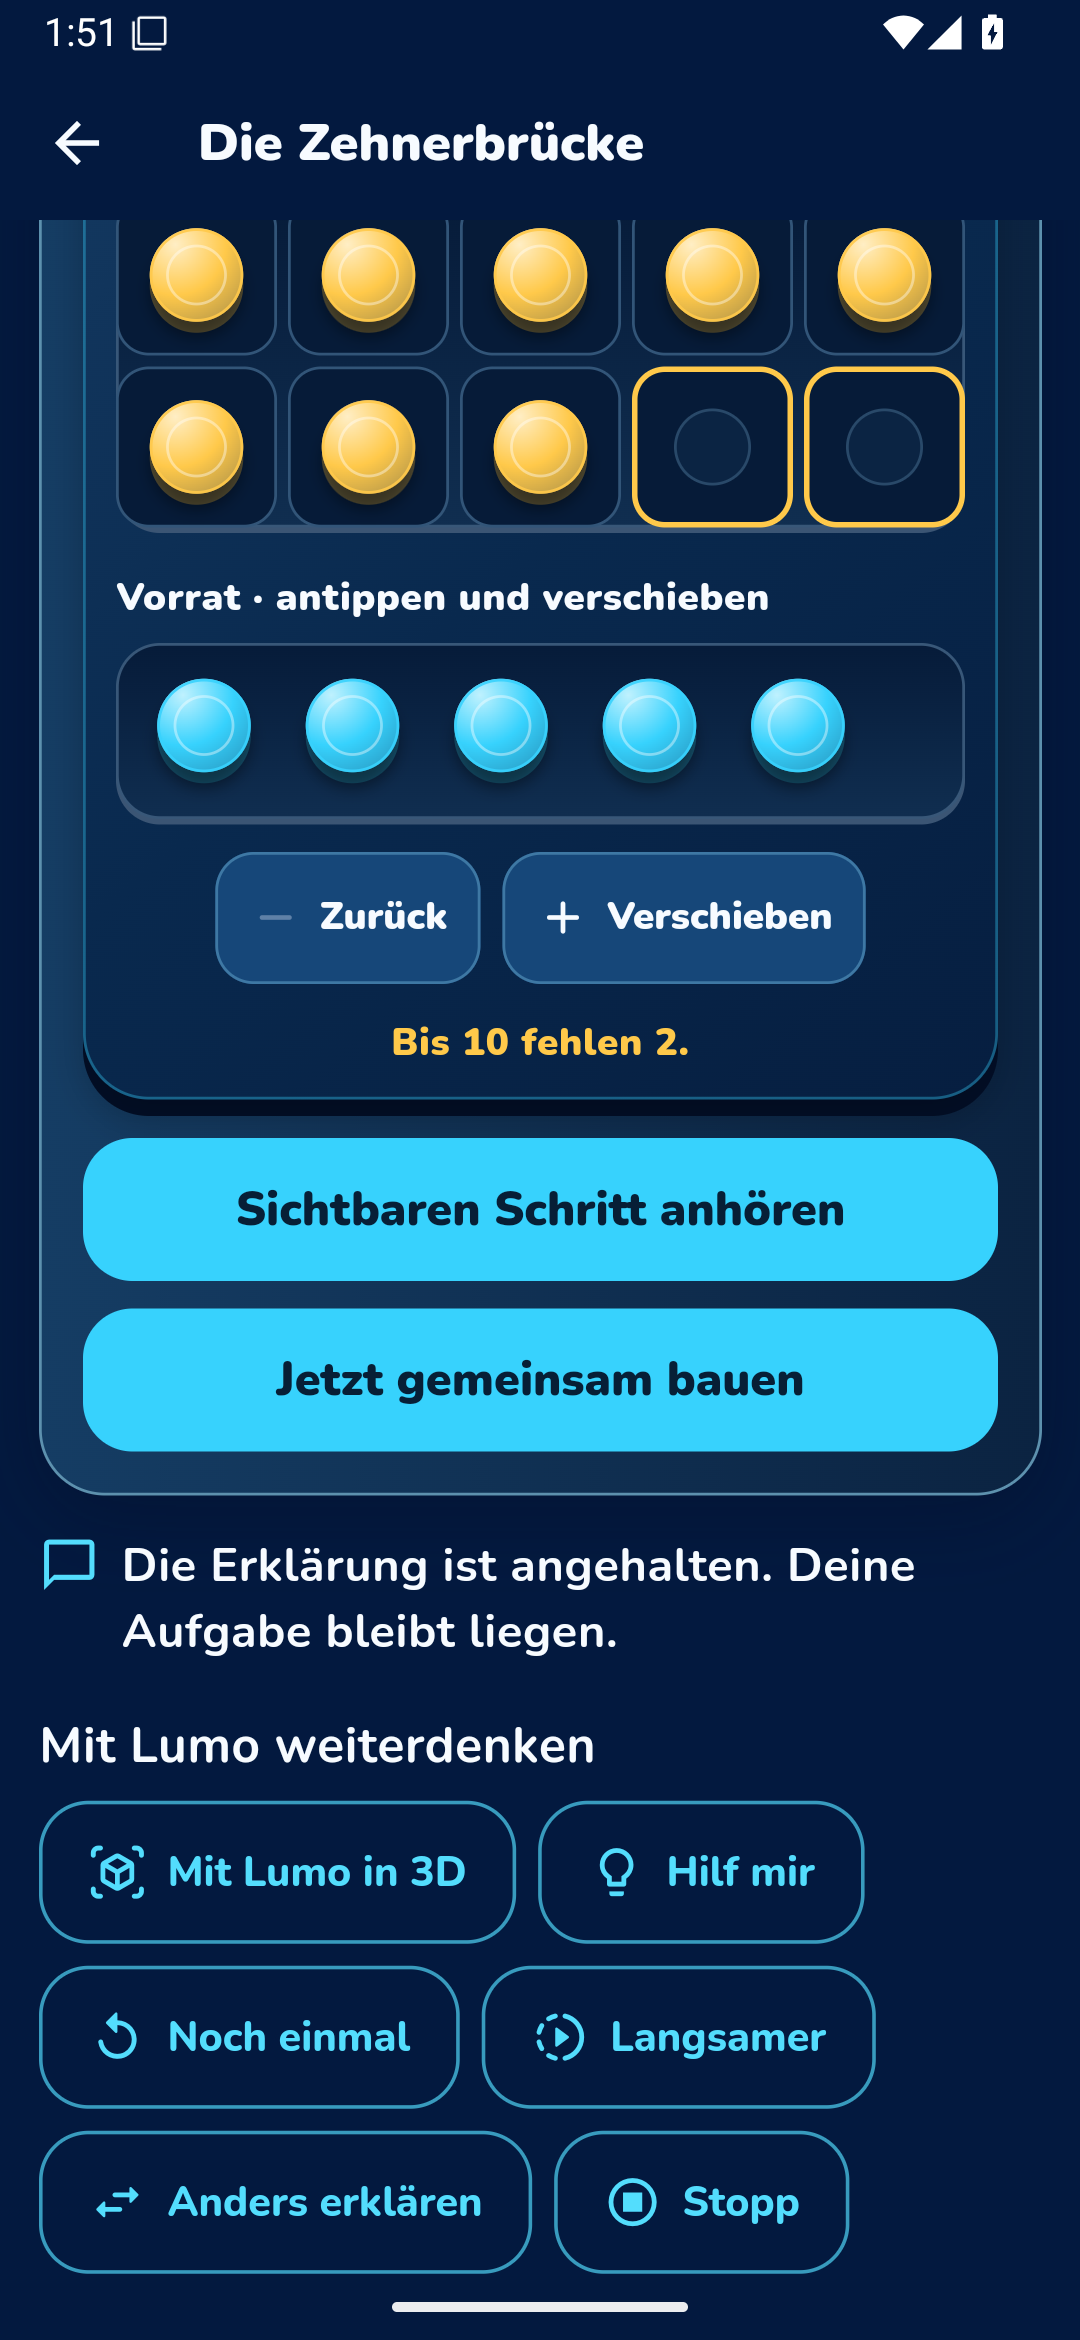 1:51
Die Zehnerbrücke
Vorrat · antippen und verschieben
Zurück
Verschieben
Bis 10 fehlen 2.
Sichtbaren Schritt anhören
Jetzt gemeinsam bauen
Die Erklärung ist angehalten. Deine
Aufgabe bleibt liegen.
Mit Lumo weiterdenken
Mit Lumo in 3D
Hilf mir
Noch einmal
Langsamer
Anders erklären
Stopp